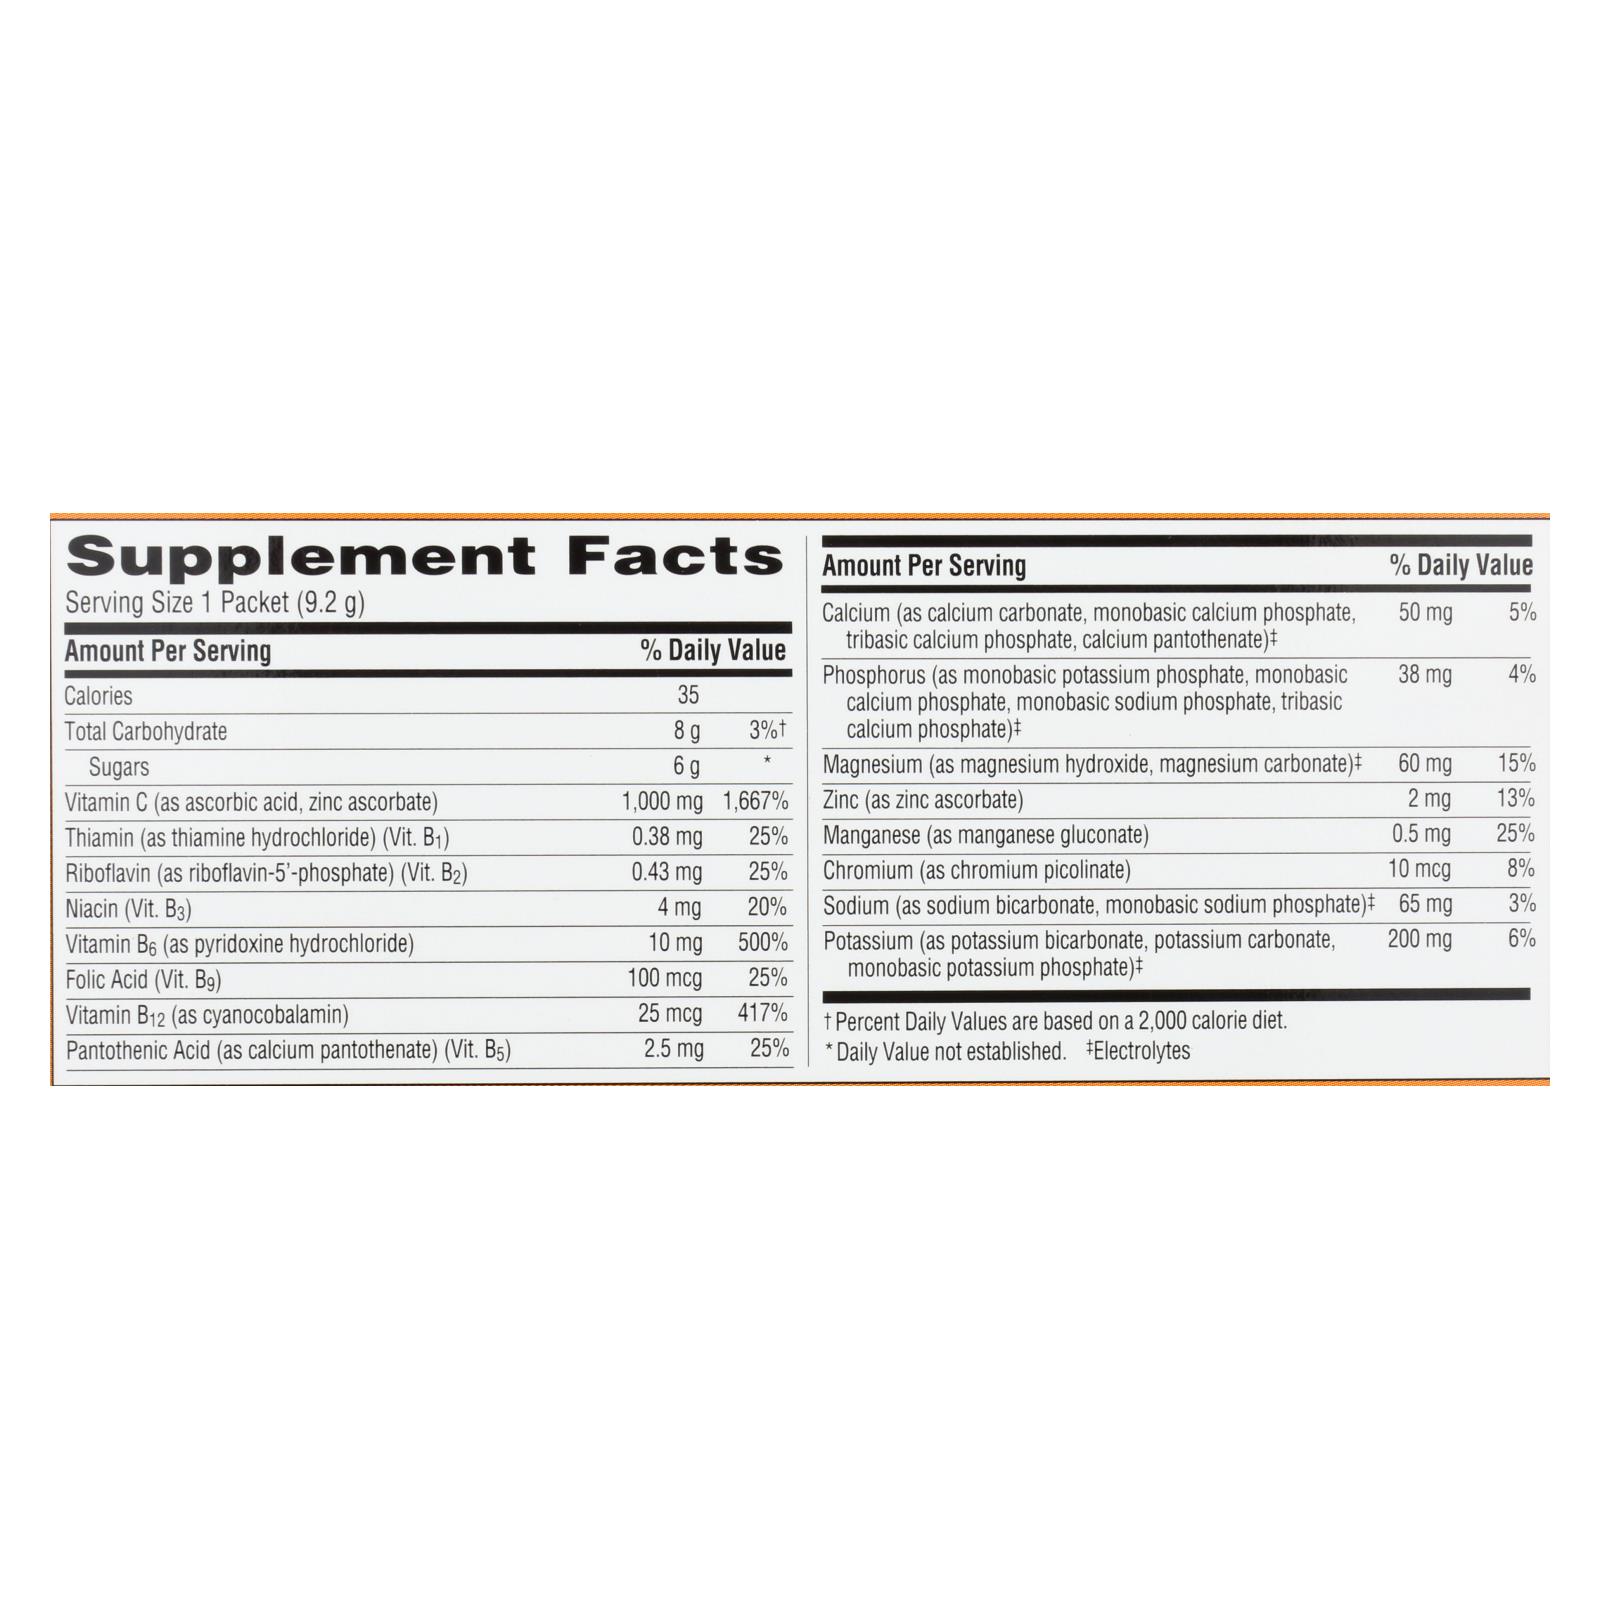 Supplement Facts
Serving Size 1 Packet (9.2 g)
Amount Per Serving % Daily Value
Calories 35
Total Carbohydrate 8 g 3%†
Sugars 6 g *
Vitamin C (as ascorbic acid, zinc ascorbate) 1,000 mg 1,667%
Thiamin (as thiamine hydrochloride) (Vit. B1) 0.38 mg 25%
Riboflavin (as riboflavin-5'-phosphate) (Vit. B2) 0.43 mg 25%
Niacin (Vit. B3) 4 mg 20%
Vitamin B6 (as pyridoxine hydrochloride) 10 mg 500%
Folic Acid (Vit. B9) 100 mcg 25%
Vitamin B12 (as cyanocobalamin) 25 mcg 417%
Pantothenic Acid (as calcium pantothenate) (Vit. B5) 2.5 mg 25%
Amount Per Serving % Daily Value
Calcium (as calcium carbonate, monobasic calcium phosphate, 50 mg 5%
tribasic calcium phosphate, calcium pantothenate)‡
Phosphorus (as monobasic potassium phosphate, monobasic 38 mg 4%
calcium phosphate, monobasic sodium phosphate, tribasic
calcium phosphate)‡
Magnesium (as magnesium hydroxide, magnesium carbonate)‡ 60 mg 15%
Zinc (as zinc ascorbate) 2 mg 13%
Manganese (as manganese gluconate) 0.5 mg 25%
Chromium (as chromium picolinate) 10 mcg 8%
Sodium (as sodium bicarbonate, monobasic sodium phosphate)‡ 65 mg 3%
Potassium (as potassium bicarbonate, potassium carbonate, 200 mg 6%
monobasic potassium phosphate)‡
† Percent Daily Values are based on a 2,000 calorie diet.
* Daily Value not established. ‡Electrolytes